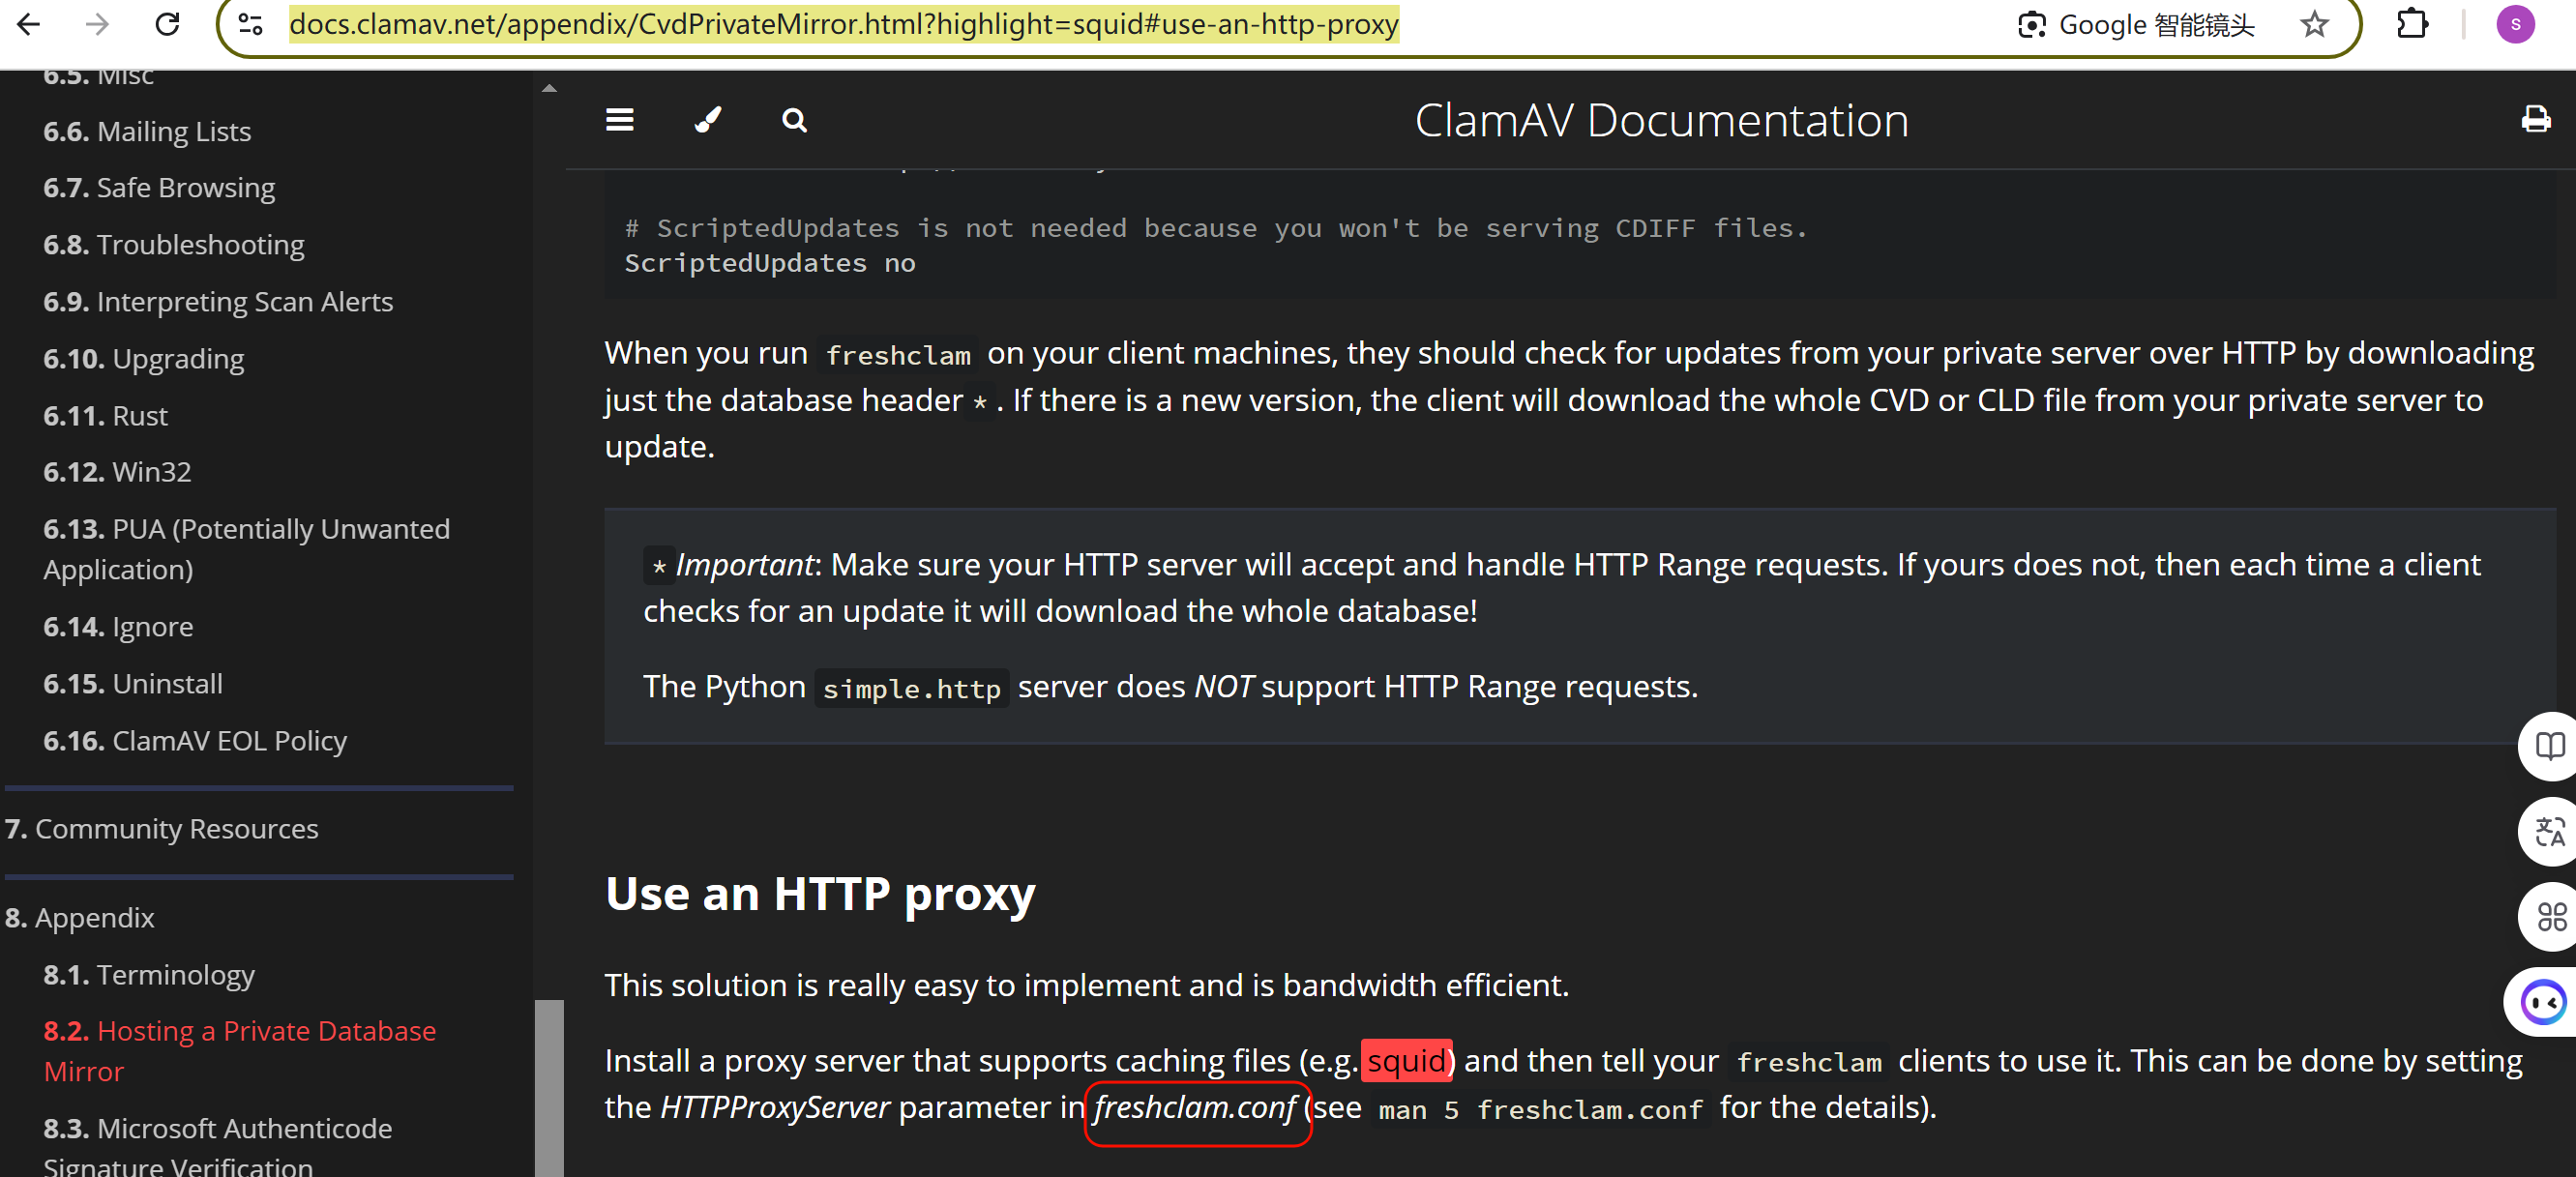 docs.clamav.net/appendix/CvdPrivateMirror.html?highlight=squid#use-an-http-proxy
Google 智能镜头
S
6.5. Misc
6.6. Mailing Lists
6.7. Safe Browsing
6.8. Troubleshooting
6.9. Interpreting Scan Alerts
6.10. Upgrading
6.11. Rust
6.12. Win32
6.13. PUA (Potentially Unwanted
Application)
6.14. Ignore
6.15. Uninstall
6.16. ClamAV EOL Policy
7. Community Resources
8. Appendix
8.1. Terminology
8.2. Hosting a Private Database
Mirror
8.3. Microsoft Authenticode
Signature Verification
ClamAV Documentation
# ScriptedUpdates is not needed because you won't be serving CDIFF files.
ScriptedUpdates no
When you run freshclam on your client machines, they should check for updates from your private server over HTTP by downloading
just the database header * . If there is a new version, the client will download the whole CVD or CLD file from your private server to
update.
* Important: Make sure your HTTP server will accept and handle HTTP Range requests. If yours does not, then each time a client
checks for an update it will download the whole database!
The Python simple.http server does NOT support HTTP Range requests.
Use an HTTP proxy
This solution is really easy to implement and is bandwidth efficient.
Install a proxy server that supports caching files (e.g. squid) and then tell your freshclam clients to use it. This can be done by setting
the HTTPProxyServer parameter in freshclam.conf (see man 5 freshclam.conf for the details).